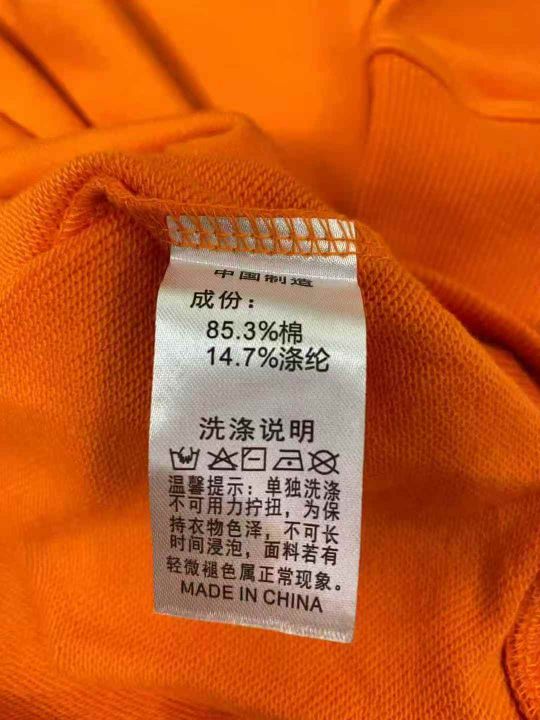 中国制造
成份：
85.3%棉
14.7%涤纶
洗涤说明
温馨提示：单独洗涤
不可用力拧扭，为保
持衣物色泽，不可长
时间浸泡，面料若有
轻微褪色属正常现象。
MADE IN CHINA